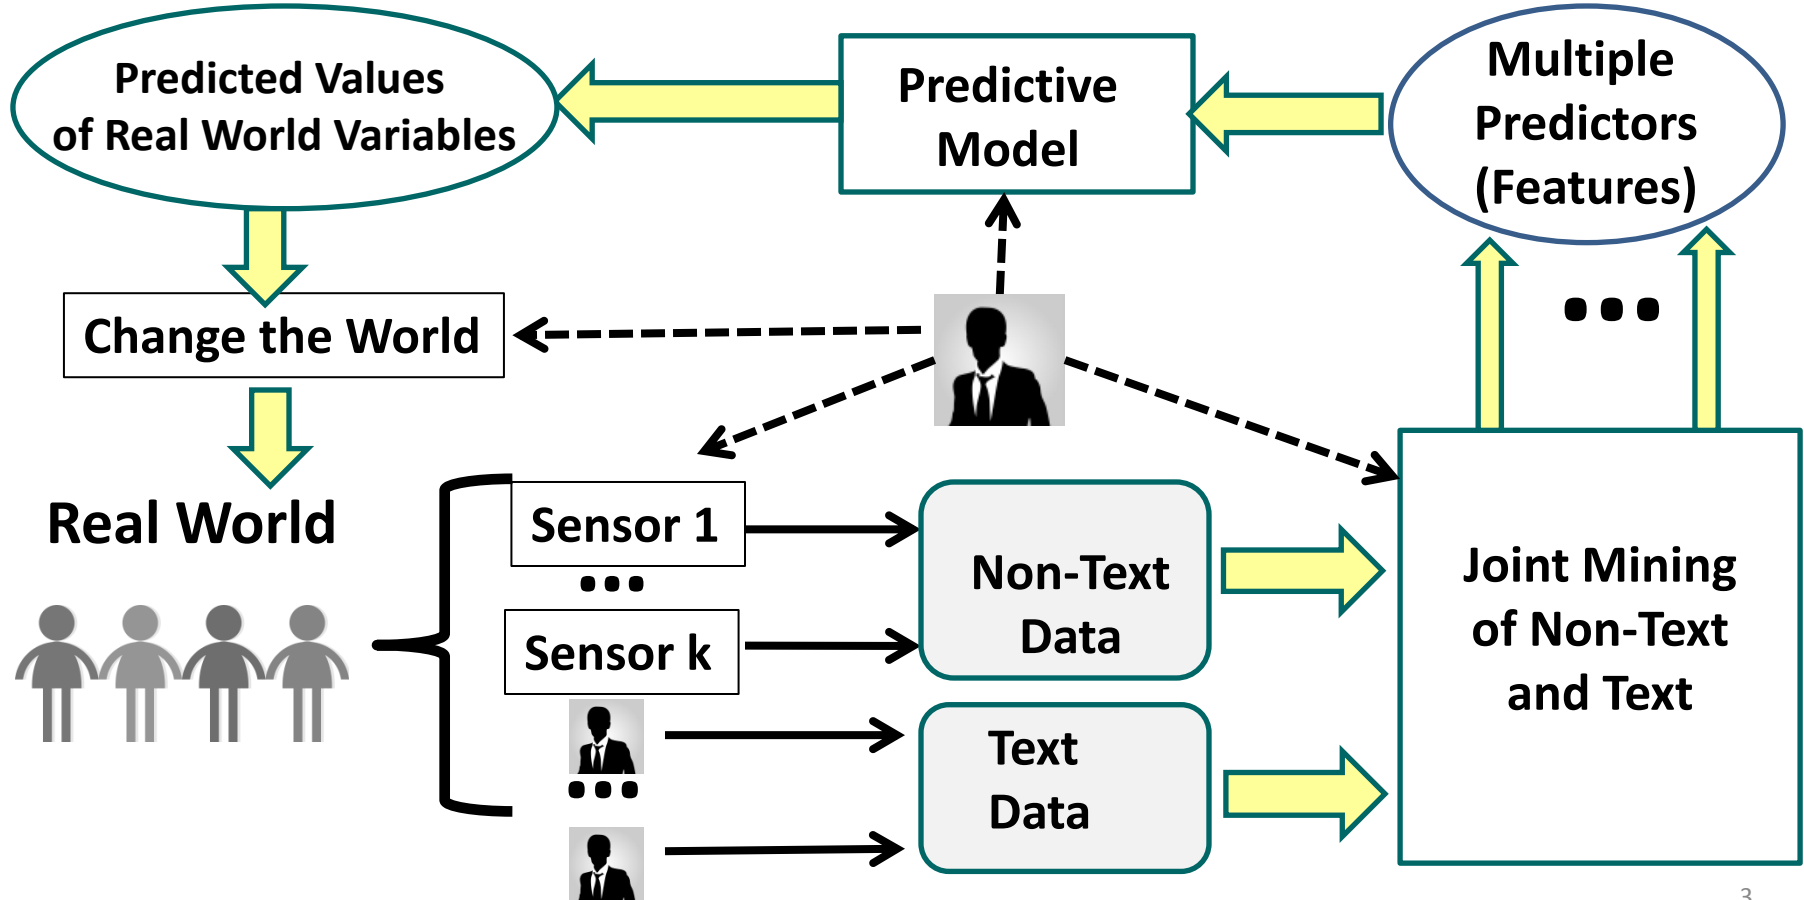 Predicted Values
of Real World Variables
Predictive
Model
Multiple
Predictors
(Features)
Change the World
...
Real World
Sensor 1
...
Sensor k
...
Non-Text
Data
Text
Data
Joint Mining
of Non-Text
and Text
3